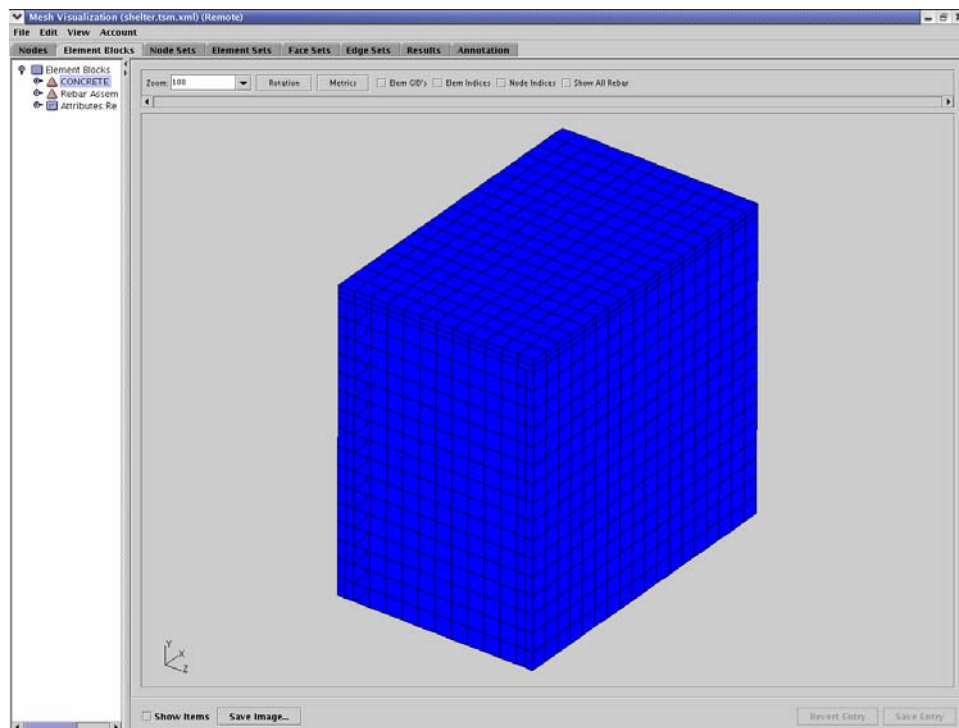 Mesh Visualization (shelter.tsm.xml) (Remote)
File Edit View Account
Nodes Element Blocks Node Sets Element Sets Face Sets Edge Sets Results Annotation
Element Blocks
CONCRETE
Rebar Assem
Attributes Re
Zoom: 100 Rotation Metrics Elem GID's Elem Indices Node Indices Show All Rebar
Y
X
Z
Show Items Save Image... Revert Entry Save Entry